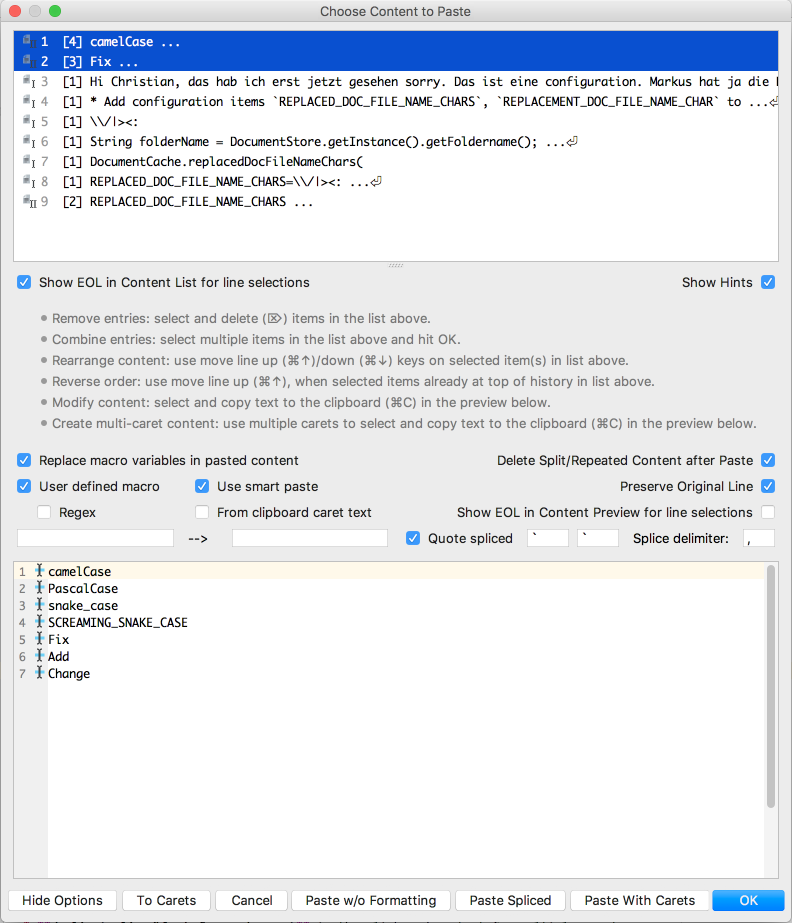 Choose Content to Paste
1 [4] camelCase ...
2 [3] Fix ...
3 [1] Hi Christian, das hab ich erst jetzt gesehen sorry. Das ist eine configuration. Markus hat ja die
4 [1] * Add configuration items `REPLACED_DOC_FILE_NAME_CHARS`, `REPLACEMENT_DOC_FILE_NAME_CHAR` to ...⏎
5 [1] \\/|><:
6 [1] String folderName = DocumentStore.getInstance().getFoldername(); ...⏎
7 [1] DocumentCache.replacedDocFileNameChars(
8 [1] REPLACED_DOC_FILE_NAME_CHARS=\\/|><: ...⏎
9 [2] REPLACED_DOC_FILE_NAME_CHARS ...
Show EOL in Content List for line selections Show Hints
• Remove entries: select and delete (⌦) items in the list above.
• Combine entries: select multiple items in the list above and hit OK.
• Rearrange content: use move line up (⌘↑)/down (⌘↓) keys on selected item(s) in list above.
• Reverse order: use move line up (⌘↑), when selected items already at top of history in list above.
• Modify content: select and copy text to the clipboard (⌘C) in the preview below.
• Create multi-caret content: use multiple carets to select and copy text to the clipboard (⌘C) in the preview below.
Replace macro variables in pasted content Delete Split/Repeated Content after Paste
User defined macro Use smart paste Preserve Original Line
Regex From clipboard caret text Show EOL in Content Preview for line selections
--> Quote spliced ` ` Splice delimiter: ,
1 camelCase
2 PascalCase
3 snake_case
4 SCREAMING_SNAKE_CASE
5 Fix
6 Add
7 Change
Hide Options To Carets Cancel Paste w/o Formatting Paste Spliced Paste With Carets OK